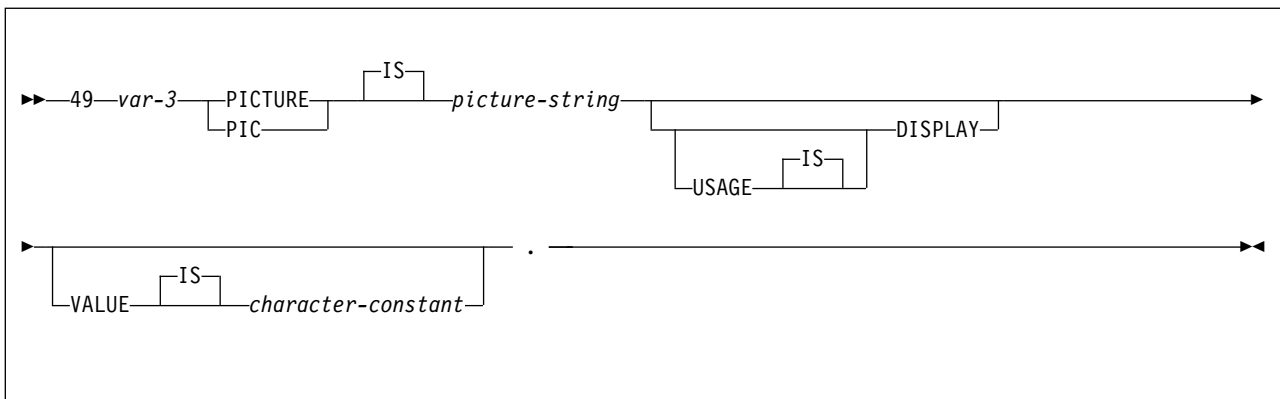 IS
49 var-3 PICTURE picture-string
PIC DISPLAY
IS
USAGE
.
IS
VALUE character-constant